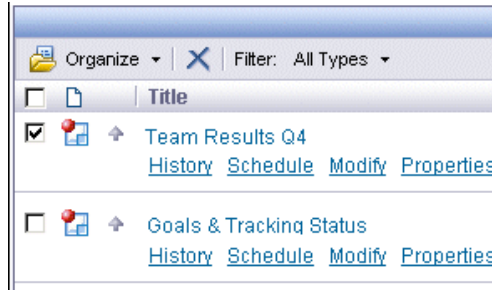 Organize Filter: All Types
Title
Team Results Q4
History Schedule Modify Properties
Goals & Tracking Status
History Schedule Modify Properties